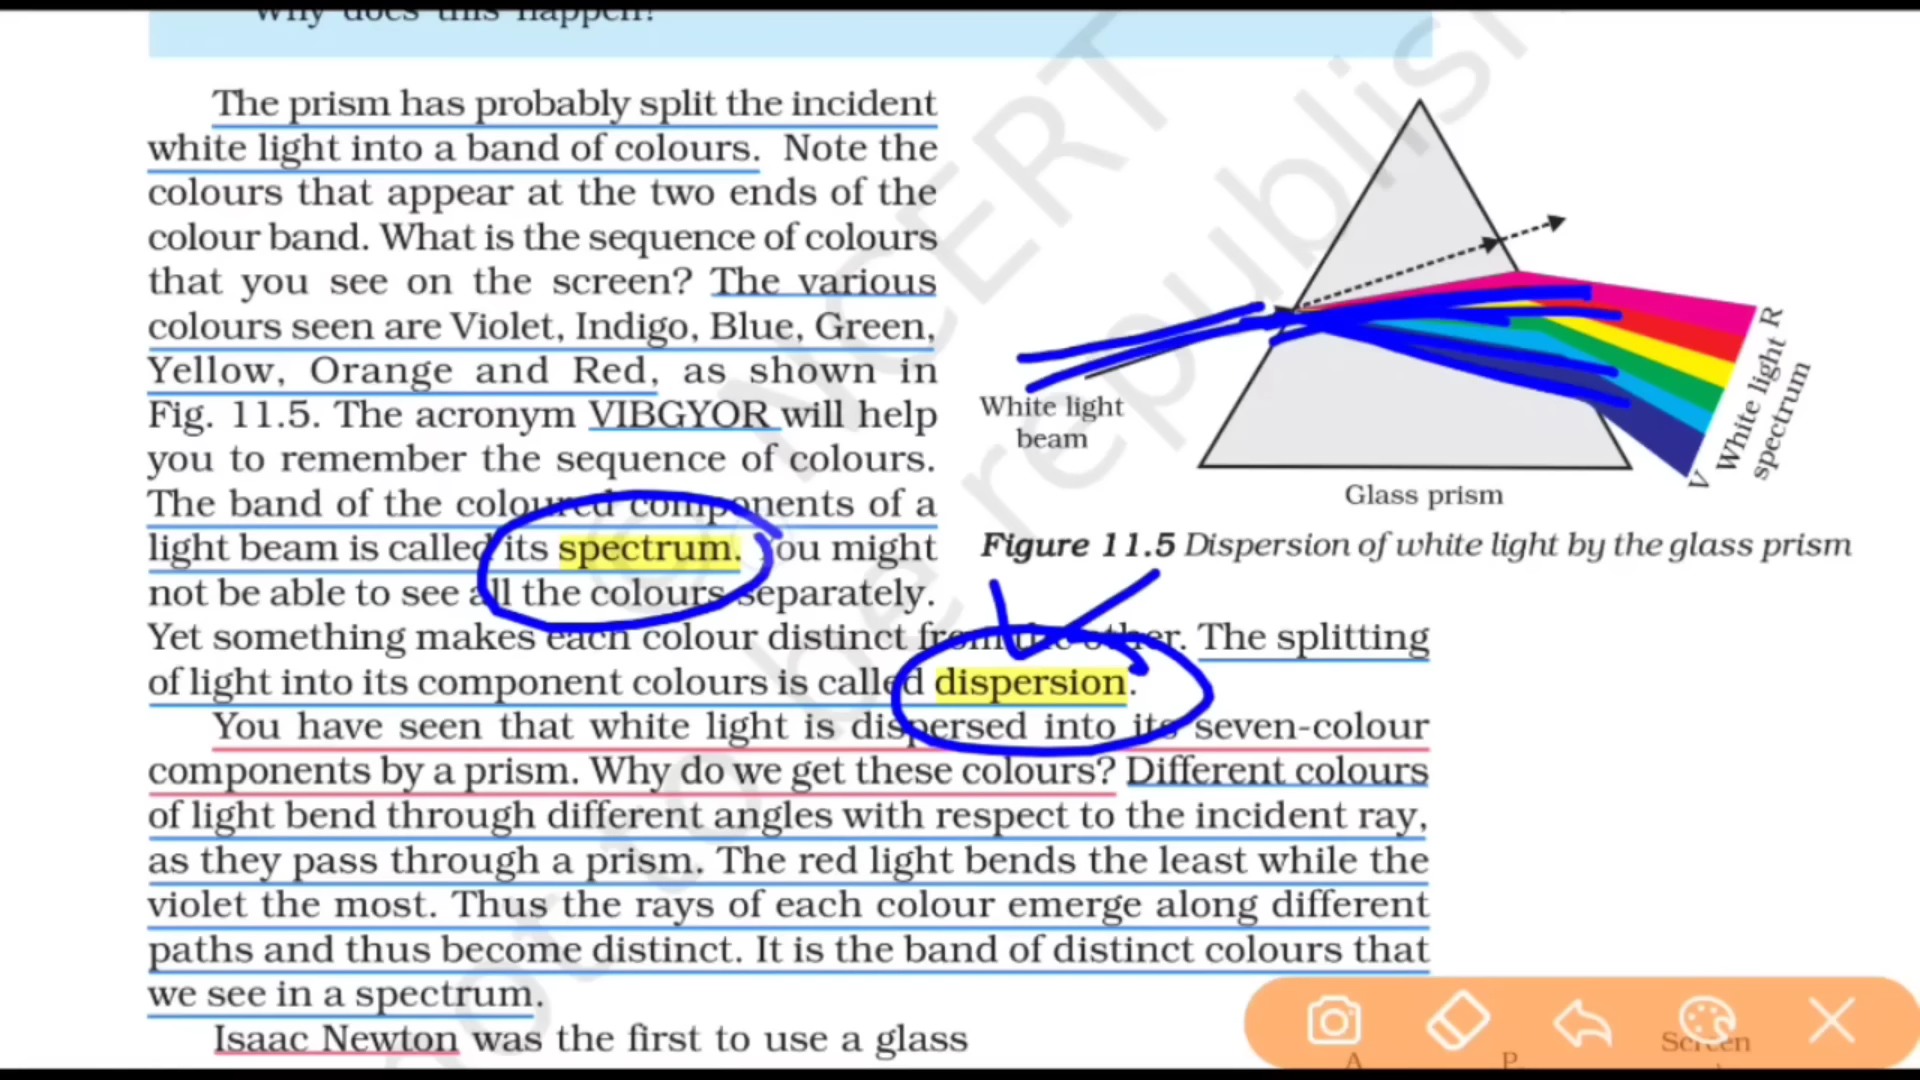 Why does this happen?
The prism has probably split the incident
white light into a band of colours. Note the
colours that appear at the two ends of the
colour band. What is the sequence of colours
that you see on the screen? The various
colours seen are Violet, Indigo, Blue, Green,
Yellow, Orange and Red, as shown in
Fig. 11.5. The acronym VIBGYOR will help
you to remember the sequence of colours.
The band of the coloured components of a
light beam is called its spectrum. You might
not be able to see all the colours separately.
Yet something makes each colour distinct from the other. The splitting
of light into its component colours is called dispersion.
You have seen that white light is dispersed into its seven-colour
components by a prism. Why do we get these colours? Different colours
of light bend through different angles with respect to the incident ray,
as they pass through a prism. The red light bends the least while the
violet the most. Thus the rays of each colour emerge along different
paths and thus become distinct. It is the band of distinct colours that
we see in a spectrum.
Isaac Newton was the first to use a glass
White light
beam
Glass prism
R
White light
spectrum
V
Figure 11.5 Dispersion of white light by the glass prism
Screen
A
P
© NCERT
not to be republish